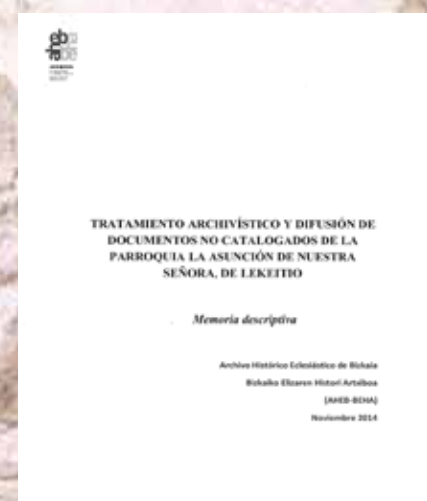 aheb
TRATAMIENTO ARCHIVÍSTICO Y DIFUSIÓN DE
DOCUMENTOS NO CATALOGADOS DE LA
PARROQUIA LA ASUNCIÓN DE NUESTRA
SEÑORA, DE LEKEITIO
Memoria descriptiva
Archivo Histórico Eclesiástico de Bizkaia
Bizkaiko Elizaren Histori Artxiboa
(AHEB-BEHA)
Noviembre 2014